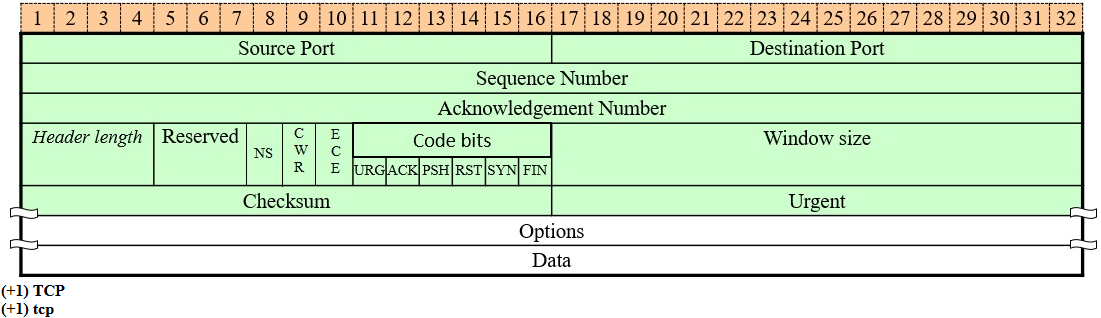 1 2 3 4 5 6 7 8 9 10 11 12 13 14 15 16 17 18 19 20 21 22 23 24 25 26 27 28 29 30 31 32
Source Port Destination Port
Sequence Number
Acknowledgement Number
Header length Reserved NS CWR ECE Code bits Window size
URG ACK PSH RST SYN FIN
Checksum Urgent
Options
Data
(+1) TCP
(+1) tcp